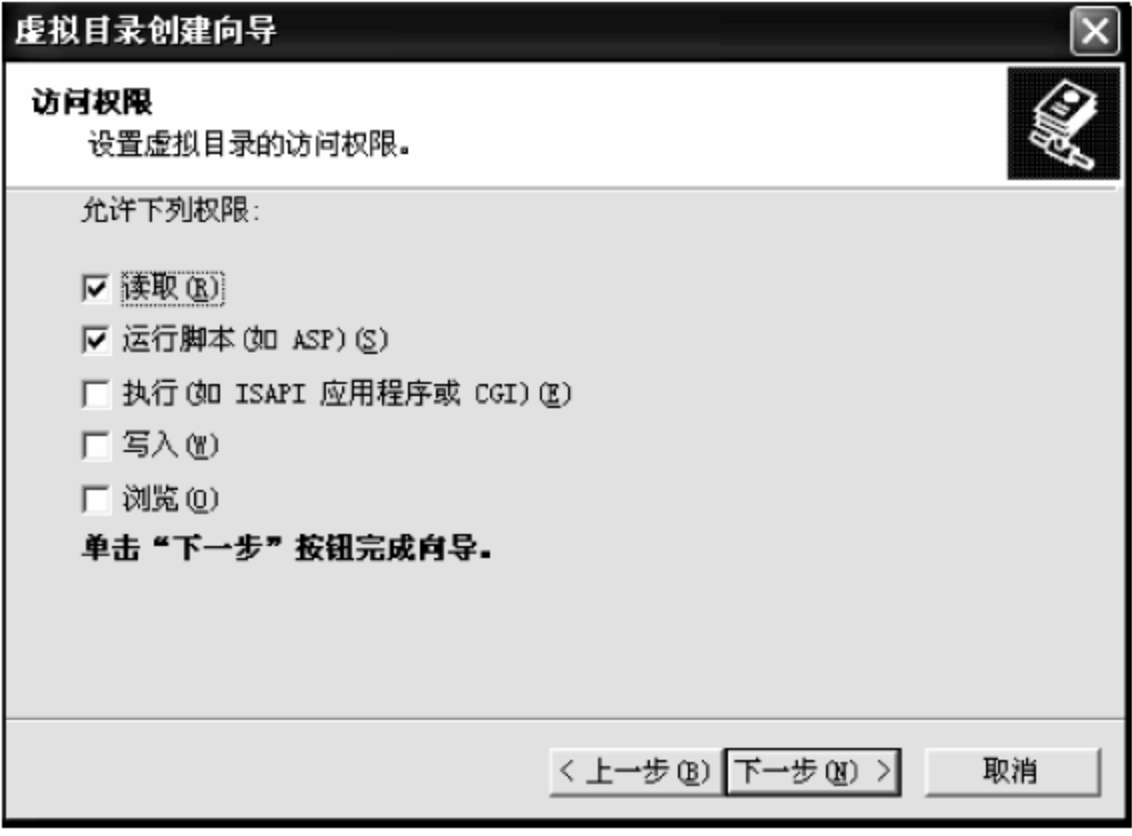 虚拟目录创建向导
访问权限
设置虚拟目录的访问权限。
允许下列权限:
读取(R)
运行脚本(如 ASP)(S)
执行(如 ISAPI 应用程序或 CGI)(E)
写入(W)
浏览(O)
单击“下一步”按钮完成向导。
< 上一步(B) 下一步(N) > 取消